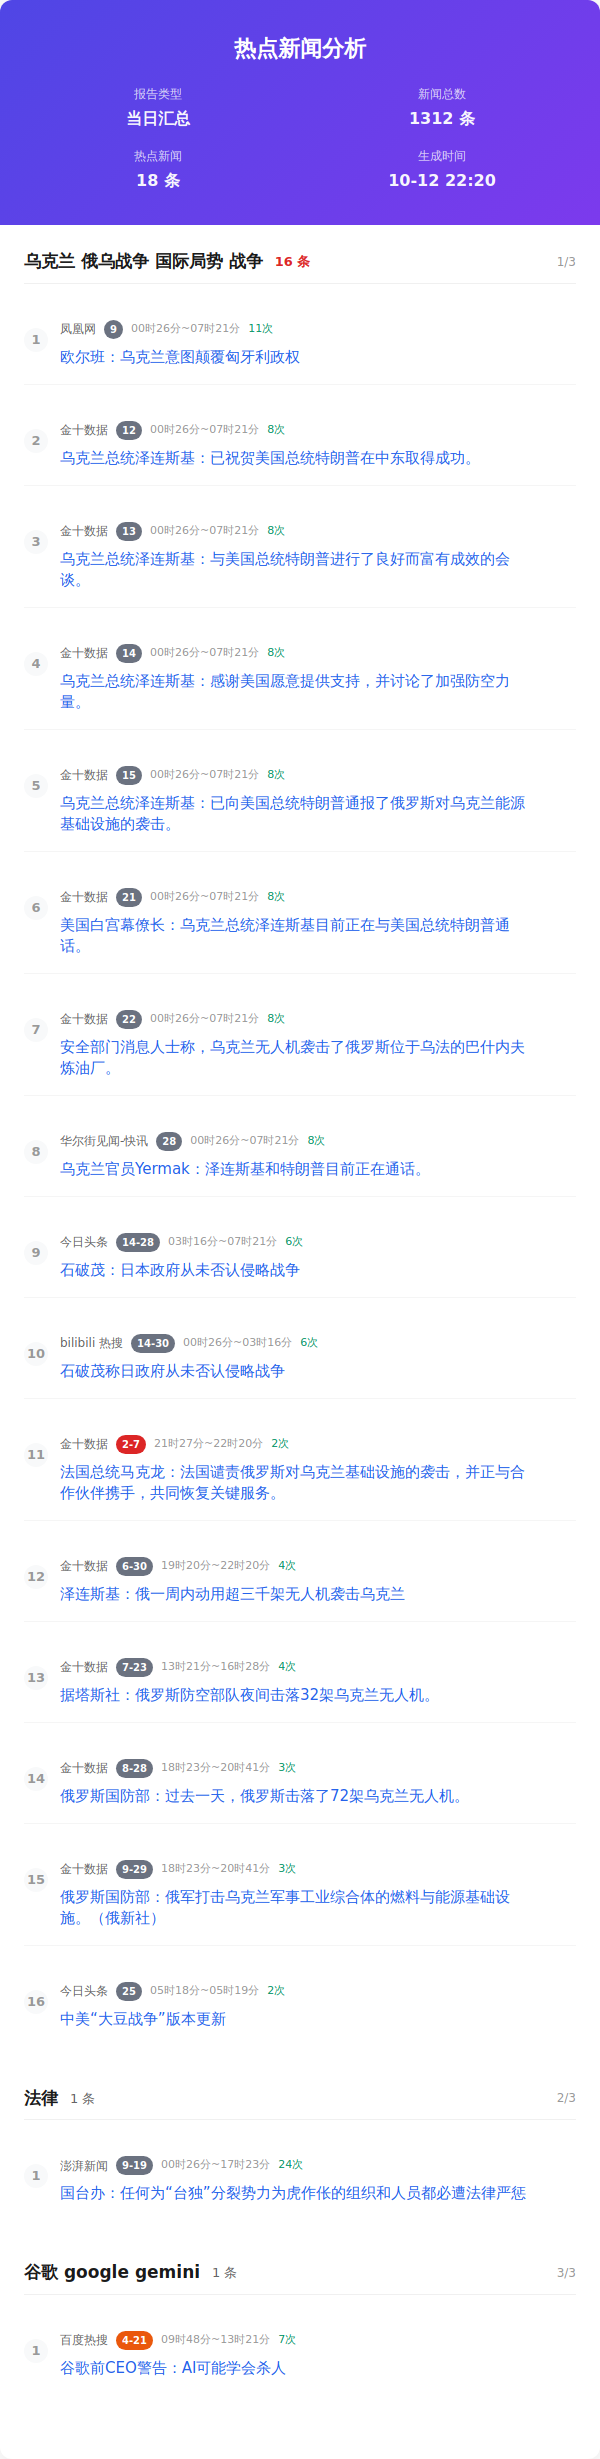 热点新闻分析
报告类型
新闻总数
当日汇总
1312 条
热点新闻
生成时间
18 条
10-12 22:20
乌克兰 俄乌战争 国际局势 战争 16 条 1/3
1 凤凰网 9 00时26分~07时21分 11次
欧尔班：乌克兰意图颠覆匈牙利政权
2 金十数据 12 00时26分~07时21分 8次
乌克兰总统泽连斯基：已祝贺美国总统特朗普在中东取得成功。
3 金十数据 13 00时26分~07时21分 8次
乌克兰总统泽连斯基：与美国总统特朗普进行了良好而富有成效的会
谈。
4 金十数据 14 00时26分~07时21分 8次
乌克兰总统泽连斯基：感谢美国愿意提供支持，并讨论了加强防空力
量。
5 金十数据 15 00时26分~07时21分 8次
乌克兰总统泽连斯基：已向美国总统特朗普通报了俄罗斯对乌克兰能源
基础设施的袭击。
6 金十数据 21 00时26分~07时21分 8次
美国白宫幕僚长：乌克兰总统泽连斯基目前正在与美国总统特朗普通
话。
7 金十数据 22 00时26分~07时21分 8次
安全部门消息人士称，乌克兰无人机袭击了俄罗斯位于乌法的巴什内夫
炼油厂。
8 华尔街见闻-快讯 28 00时26分~07时21分 8次
乌克兰官员Yermak：泽连斯基和特朗普目前正在通话。
9 今日头条 14-28 03时16分~07时21分 6次
石破茂：日本政府从未否认侵略战争
10 bilibili 热搜 14-30 00时26分~03时16分 6次
石破茂称日政府从未否认侵略战争
11 金十数据 2-7 21时27分~22时20分 2次
法国总统马克龙：法国谴责俄罗斯对乌克兰基础设施的袭击，并正与合
作伙伴携手，共同恢复关键服务。
12 金十数据 6-30 19时20分~22时20分 4次
泽连斯基：俄一周内动用超三千架无人机袭击乌克兰
13 金十数据 7-23 13时21分~16时28分 4次
据塔斯社：俄罗斯防空部队夜间击落32架乌克兰无人机。
14 金十数据 8-28 18时23分~20时41分 3次
俄罗斯国防部：过去一天，俄罗斯击落了72架乌克兰无人机。
15 金十数据 9-29 18时23分~20时41分 3次
俄罗斯国防部：俄军打击乌克兰军事工业综合体的燃料与能源基础设
施。（俄新社）
16 今日头条 25 05时18分~05时19分 2次
中美“大豆战争”版本更新
法律 1 条 2/3
1 澎湃新闻 9-19 00时26分~17时23分 24次
国台办：任何为“台独”分裂势力为虎作伥的组织和人员都必遭法律严惩
谷歌 google gemini 1 条 3/3
1 百度热搜 4-21 09时48分~13时21分 7次
谷歌前CEO警告：AI可能学会杀人